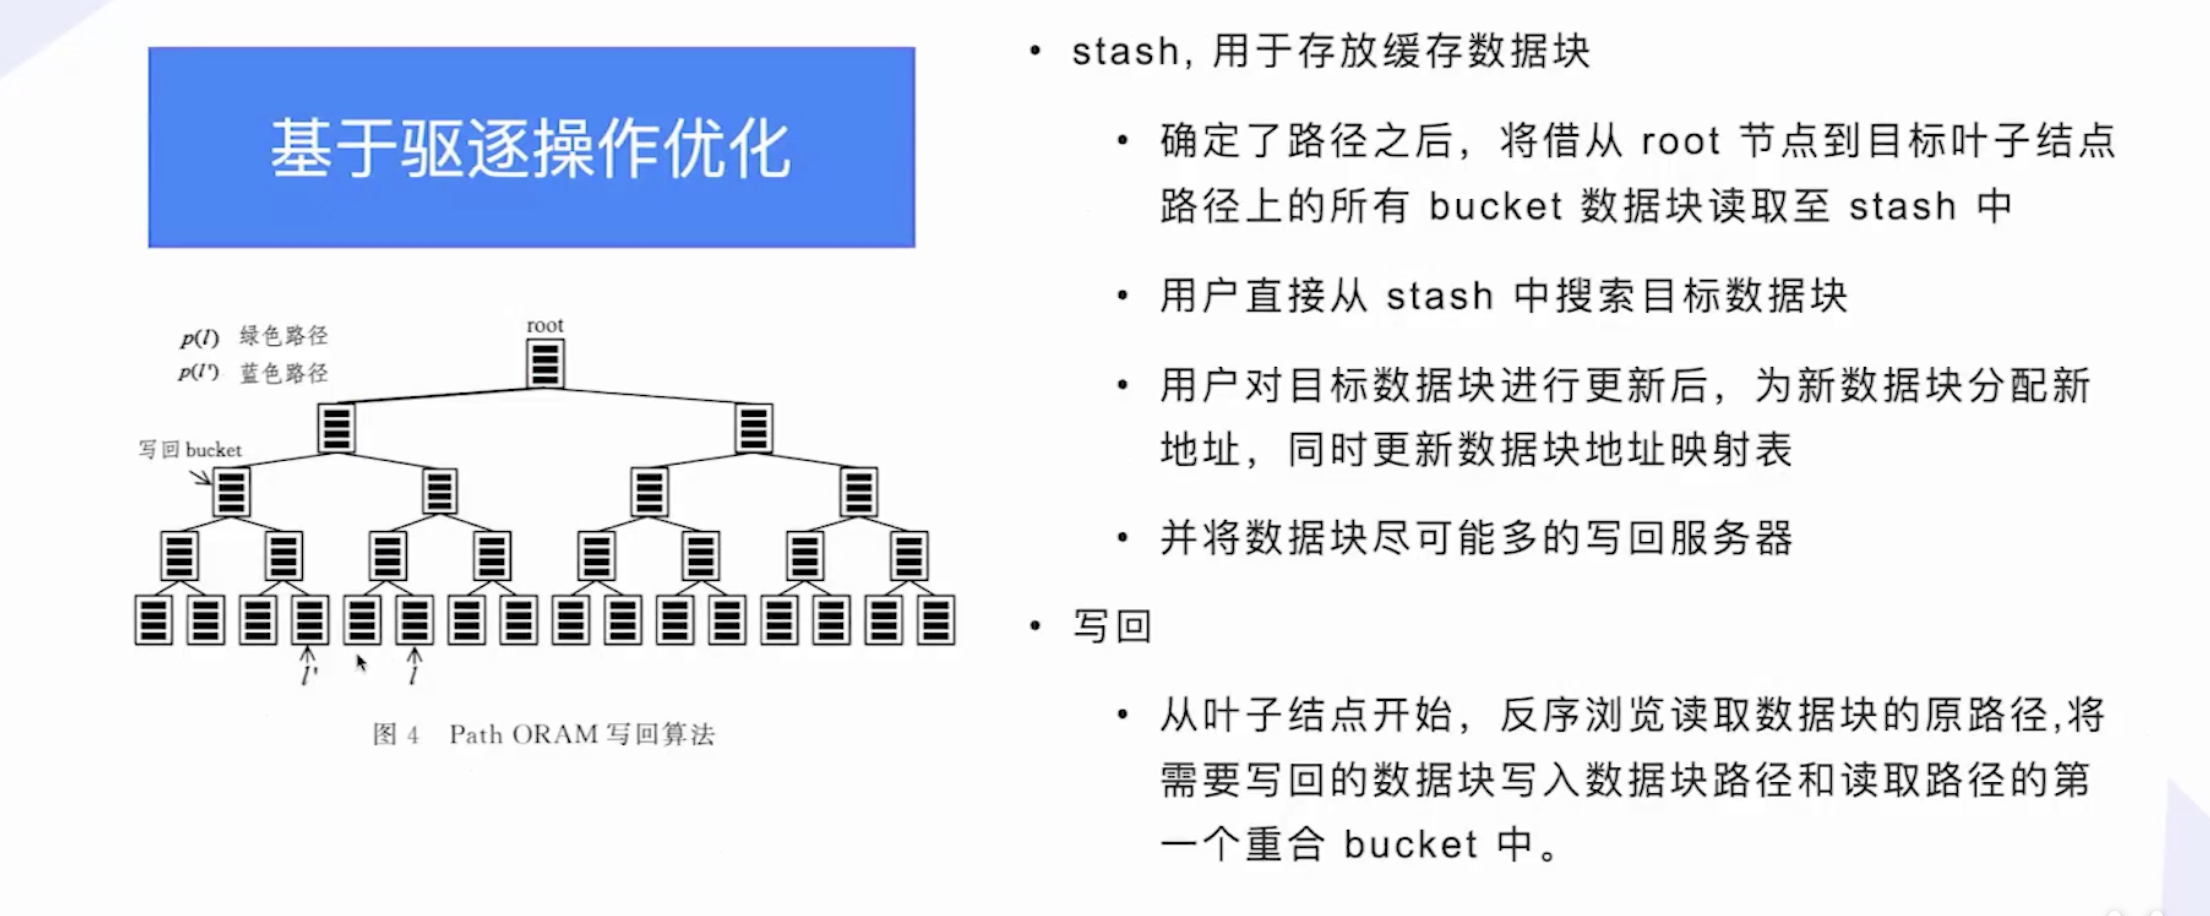 基于驱逐操作优化
p(l) 绿色路径
p(l') 蓝色路径
root
写回 bucket
l'
l
图 4 Path ORAM 写回算法
• stash, 用于存放缓存数据块
• 确定了路径之后，将借从 root 节点到目标叶子结点
路径上的所有 bucket 数据块读取至 stash 中
• 用户直接从 stash 中搜索目标数据块
• 用户对目标数据块进行更新后，为新数据块分配新
地址，同时更新数据块地址映射表
• 并将数据块尽可能多的写回服务器
• 写回
• 从叶子结点开始，反序浏览读取数据块的原路径,将
需要写回的数据块写入数据块路径和读取路径的第
一个重合 bucket 中。